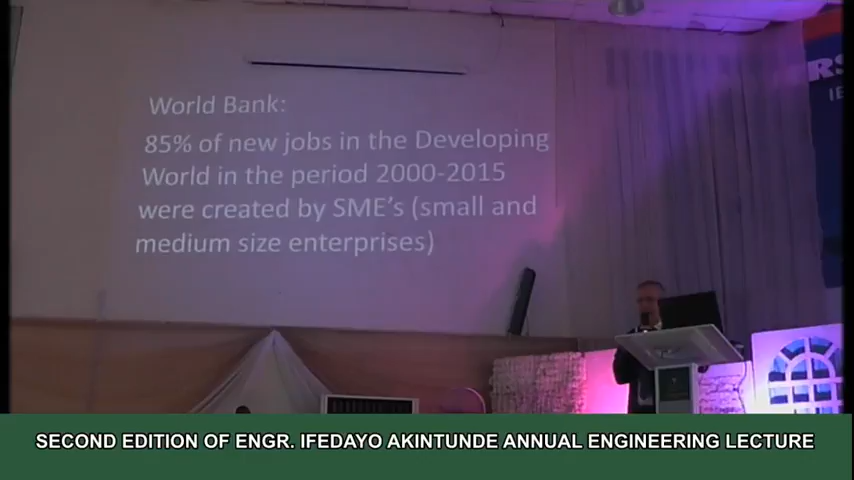 World Bank:
85% of new jobs in the Developing
World in the period 2000-2015
were created by SME's (small and
medium size enterprises)
SECOND EDITION OF ENGR. IFEDAYO AKINTUNDE ANNUAL ENGINEERING LECTURE